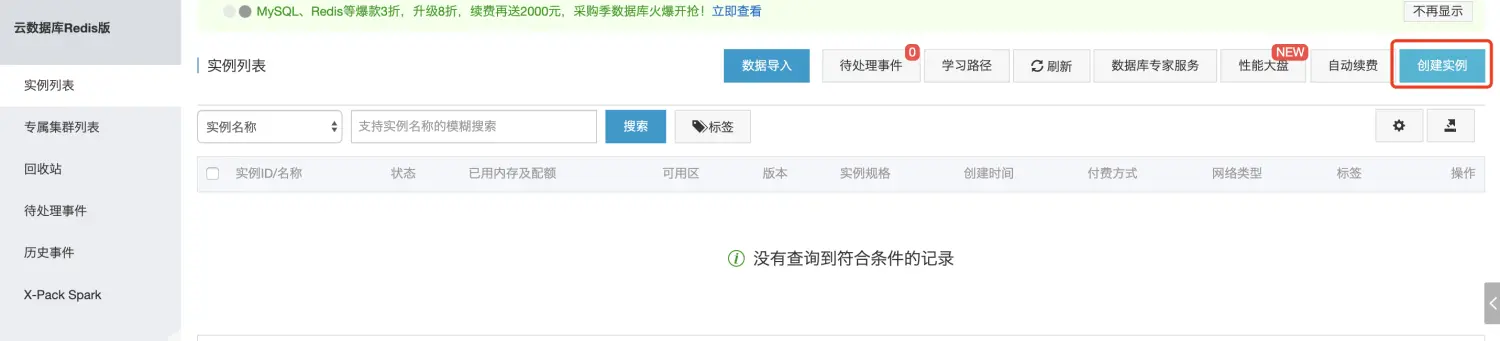 云数据库Redis版
MySQL、Redis等爆款3折，升级8折，续费再送2000元，采购季数据库火爆开抢！立即查看
不再显示
实例列表
专属集群列表
回收站
待处理事件
历史事件
X-Pack Spark
实例列表
数据导入
待处理事件
0
学习路径
刷新
数据库专家服务
性能大盘
NEW
自动续费
创建实例
实例名称
支持实例名称的模糊搜索
搜索
标签
实例ID/名称 状态 已用内存及配额 可用区 版本 实例规格 创建时间 付费方式 网络类型 标签 操作
没有查询到符合条件的记录